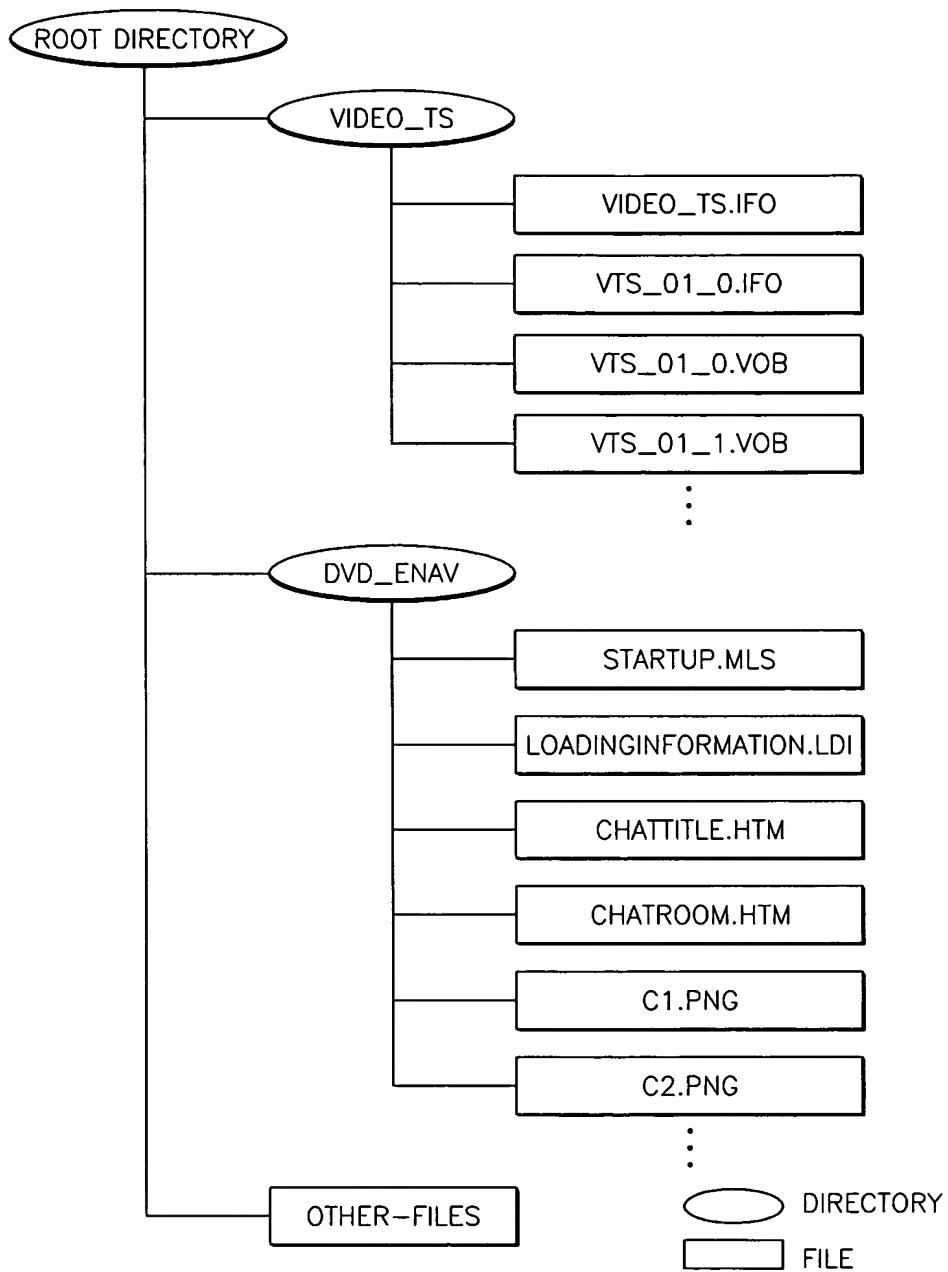 ROOT DIRECTORY
VIDEO_TS
VIDEO_TS.IFO
VTS_01_0.IFO
VTS_01_0.VOB
VTS_01_1.VOB
DVD_ENAV
STARTUP.MLS
LOADINGINFORMATION.LDI
CHATTITLE.HTM
CHATROOM.HTM
C1.PNG
C2.PNG
OTHER-FILES
DIRECTORY
FILE